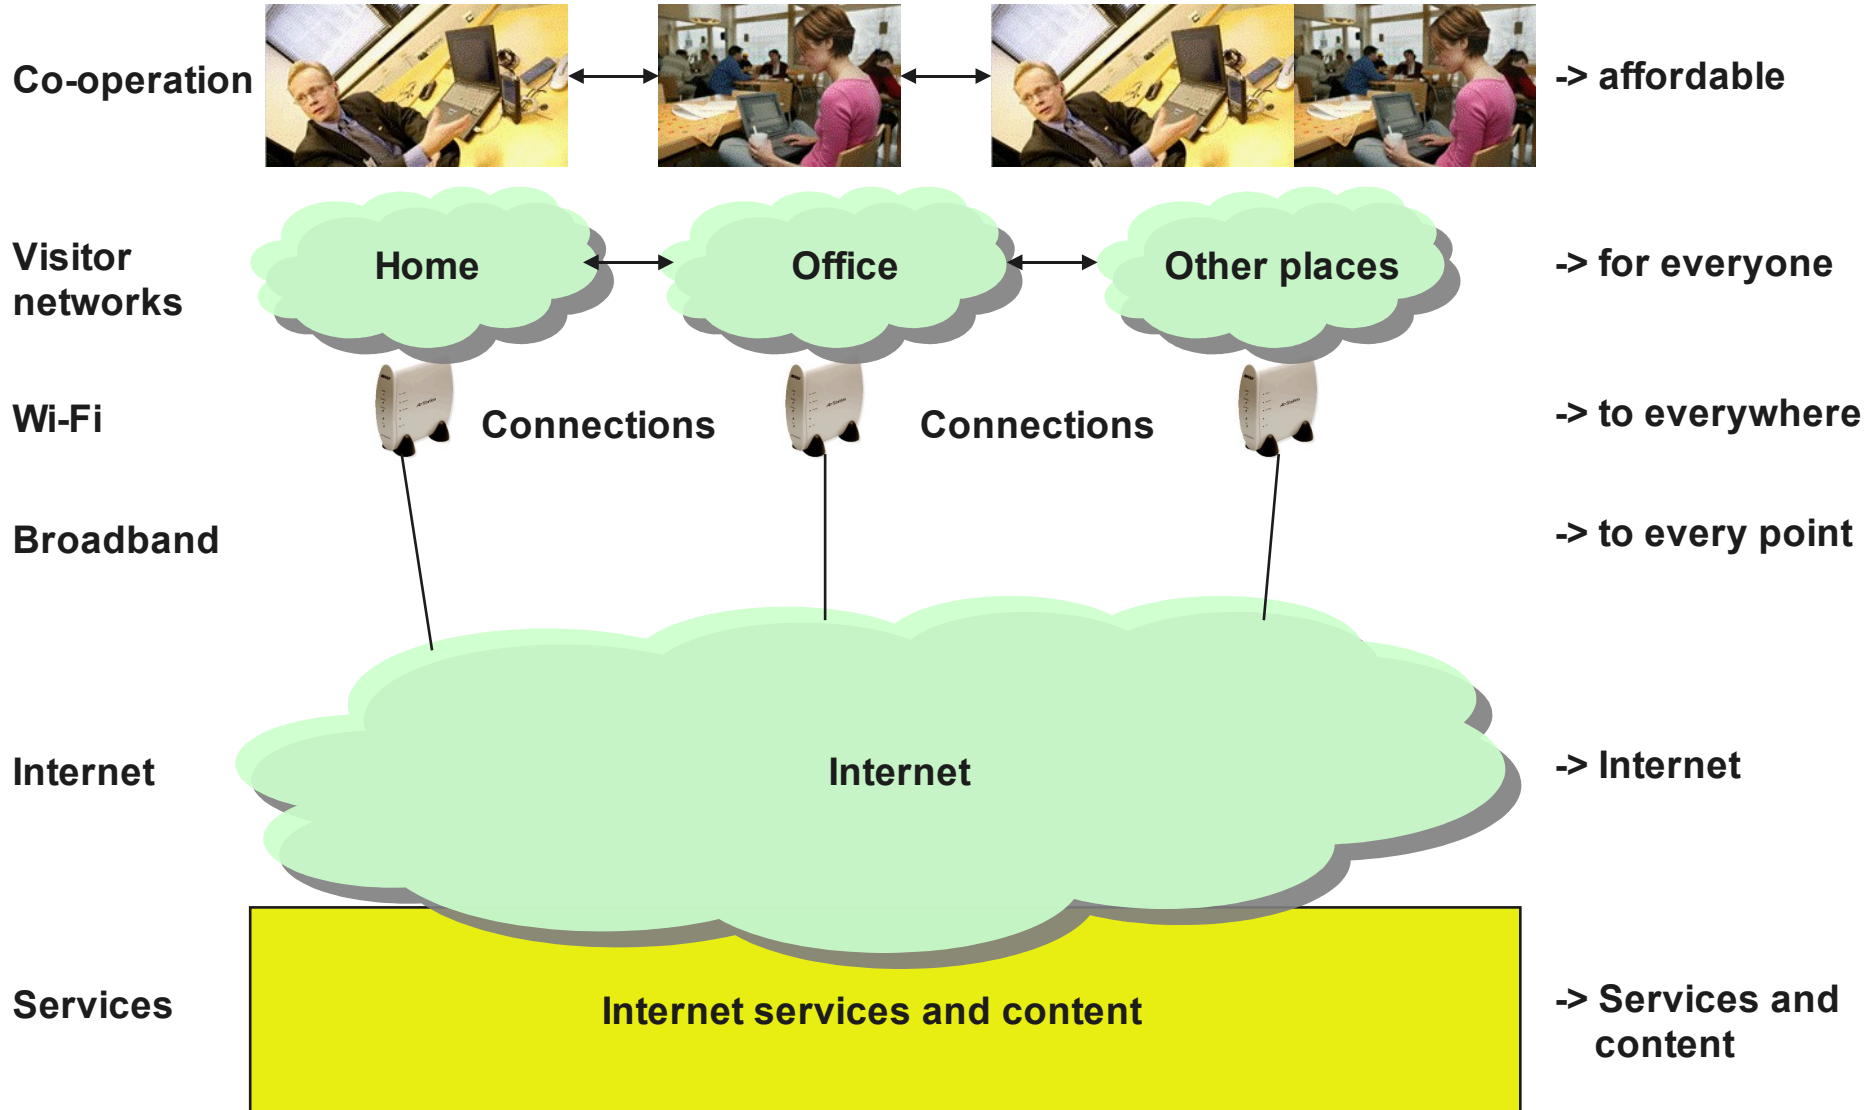 Co-operation
-> affordable
Visitor
networks
Home
Office
Other places
-> for everyone
Wi-Fi
Connections
Connections
-> to everywhere
Broadband
-> to every point
Internet
Internet
-> Internet
Services
Internet services and content
-> Services and
content